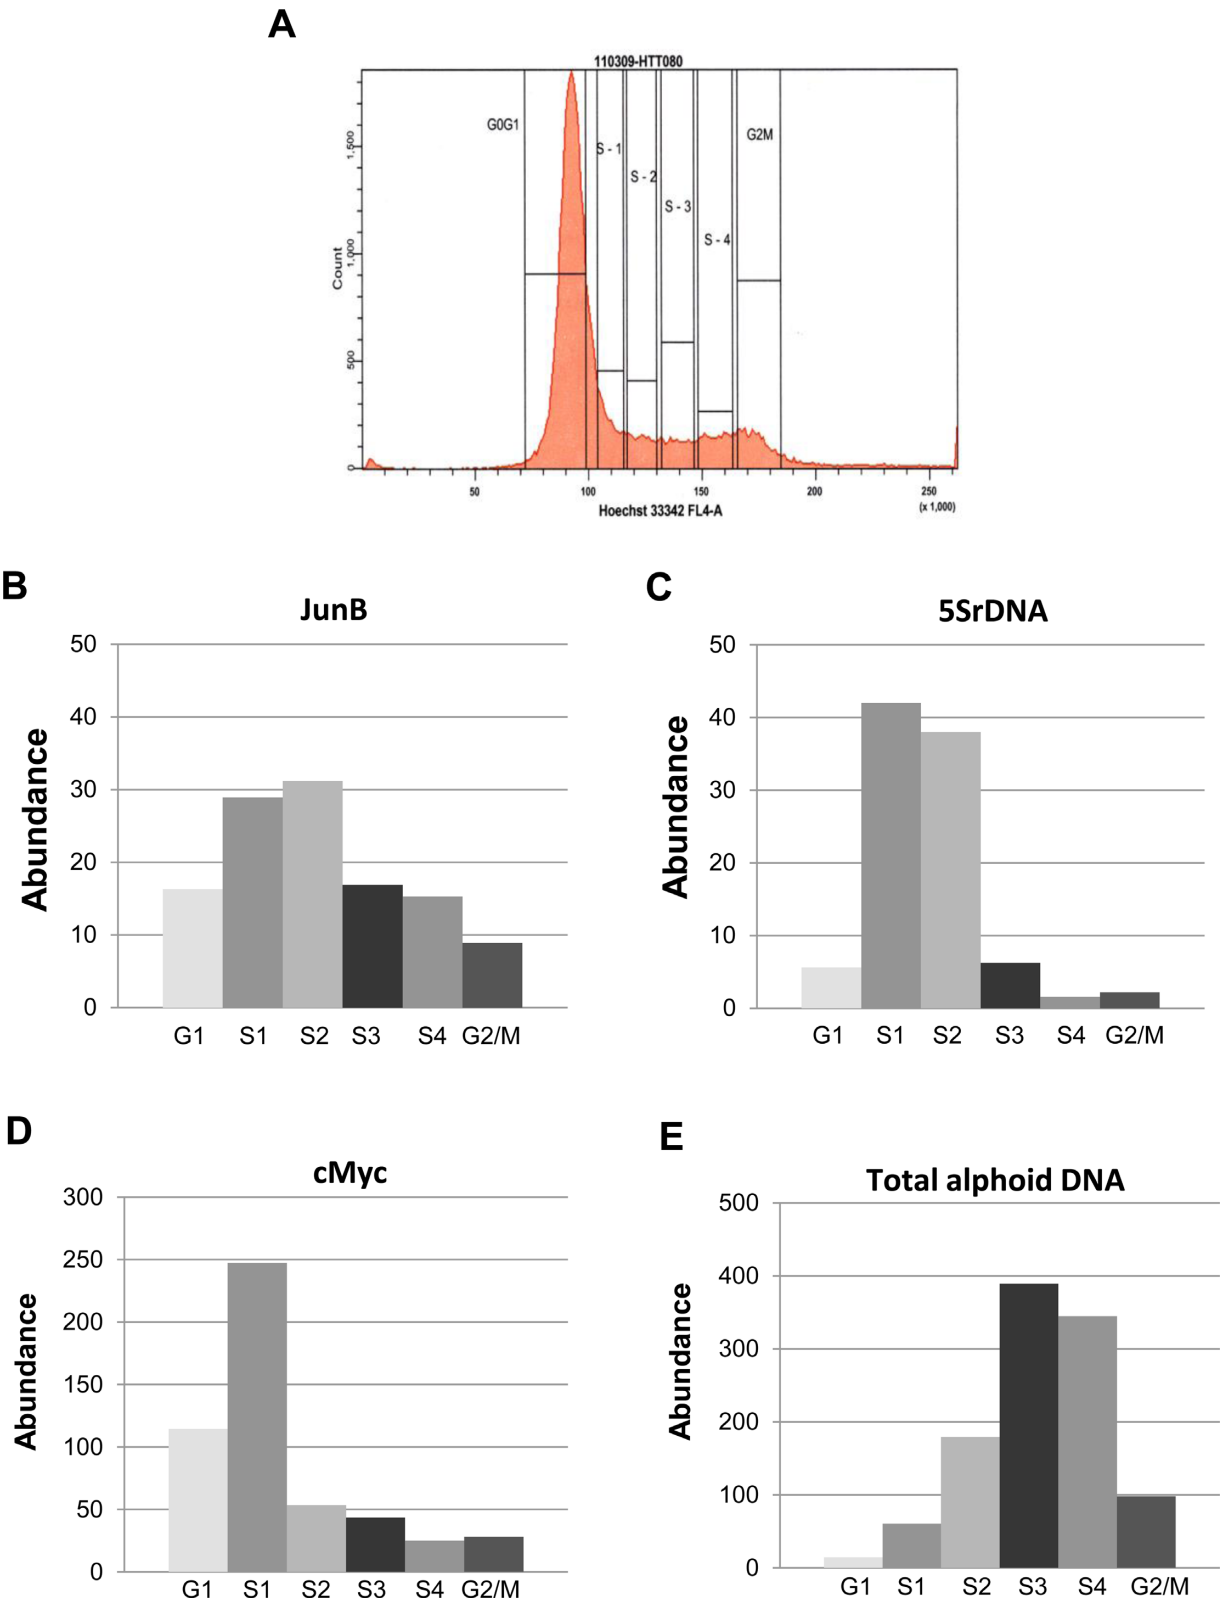 A
110309-HTT080
G0G1
S - 1
S - 2
S - 3
S - 4
G2M
Count
1,500
1,000
500
0
50 100 150 200 250
(x 1,000)
Hoechst 33342 FL4-A
B
JunB
Abundance
50
40
30
20
10
0
G1 S1 S2 S3 S4 G2/M
C
5SrDNA
Abundance
50
40
30
20
10
0
G1 S1 S2 S3 S4 G2/M
D
cMyc
Abundance
300
250
200
150
100
50
0
G1 S1 S2 S3 S4 G2/M
E
Total alphoid DNA
Abundance
500
400
300
200
100
0
G1 S1 S2 S3 S4 G2/M